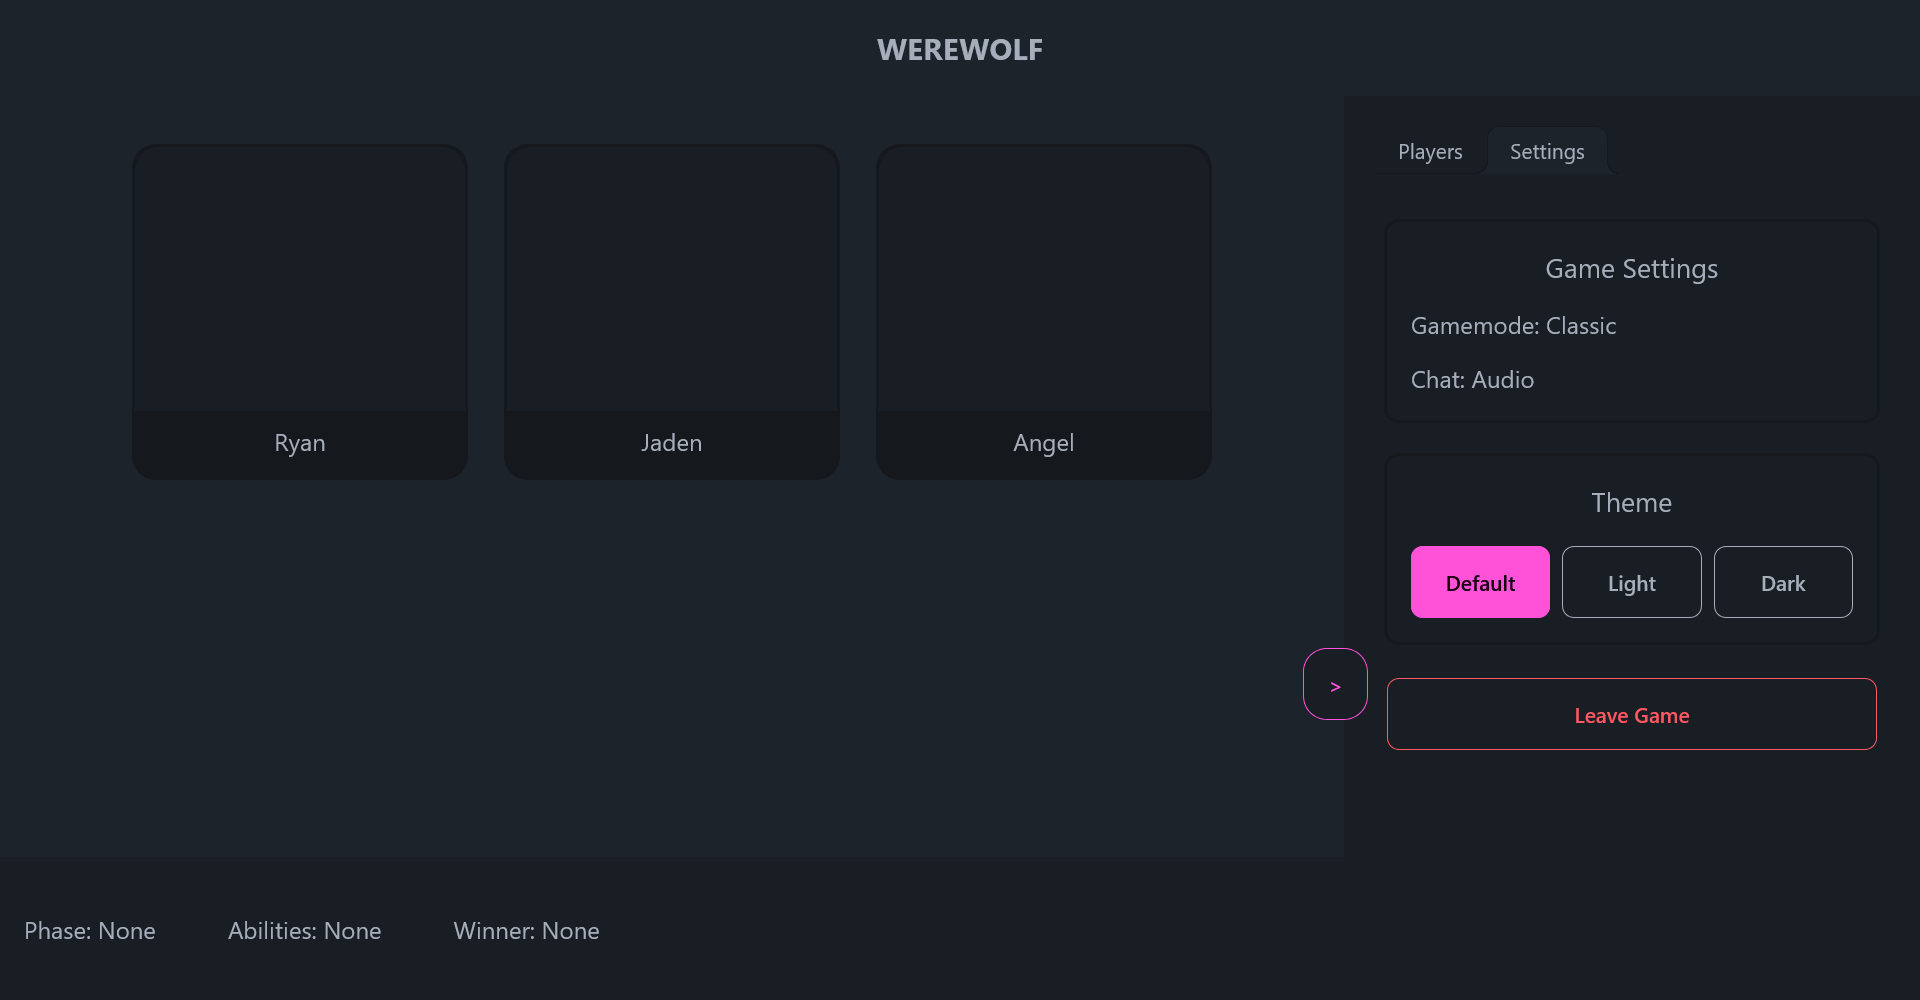 WEREWOLF
Ryan
Jaden
Angel
Players
Settings
Game Settings
Gamemode: Classic
Chat: Audio
Theme
Default
Light
Dark
>
Leave Game
Phase: None
Abilities: None
Winner: None